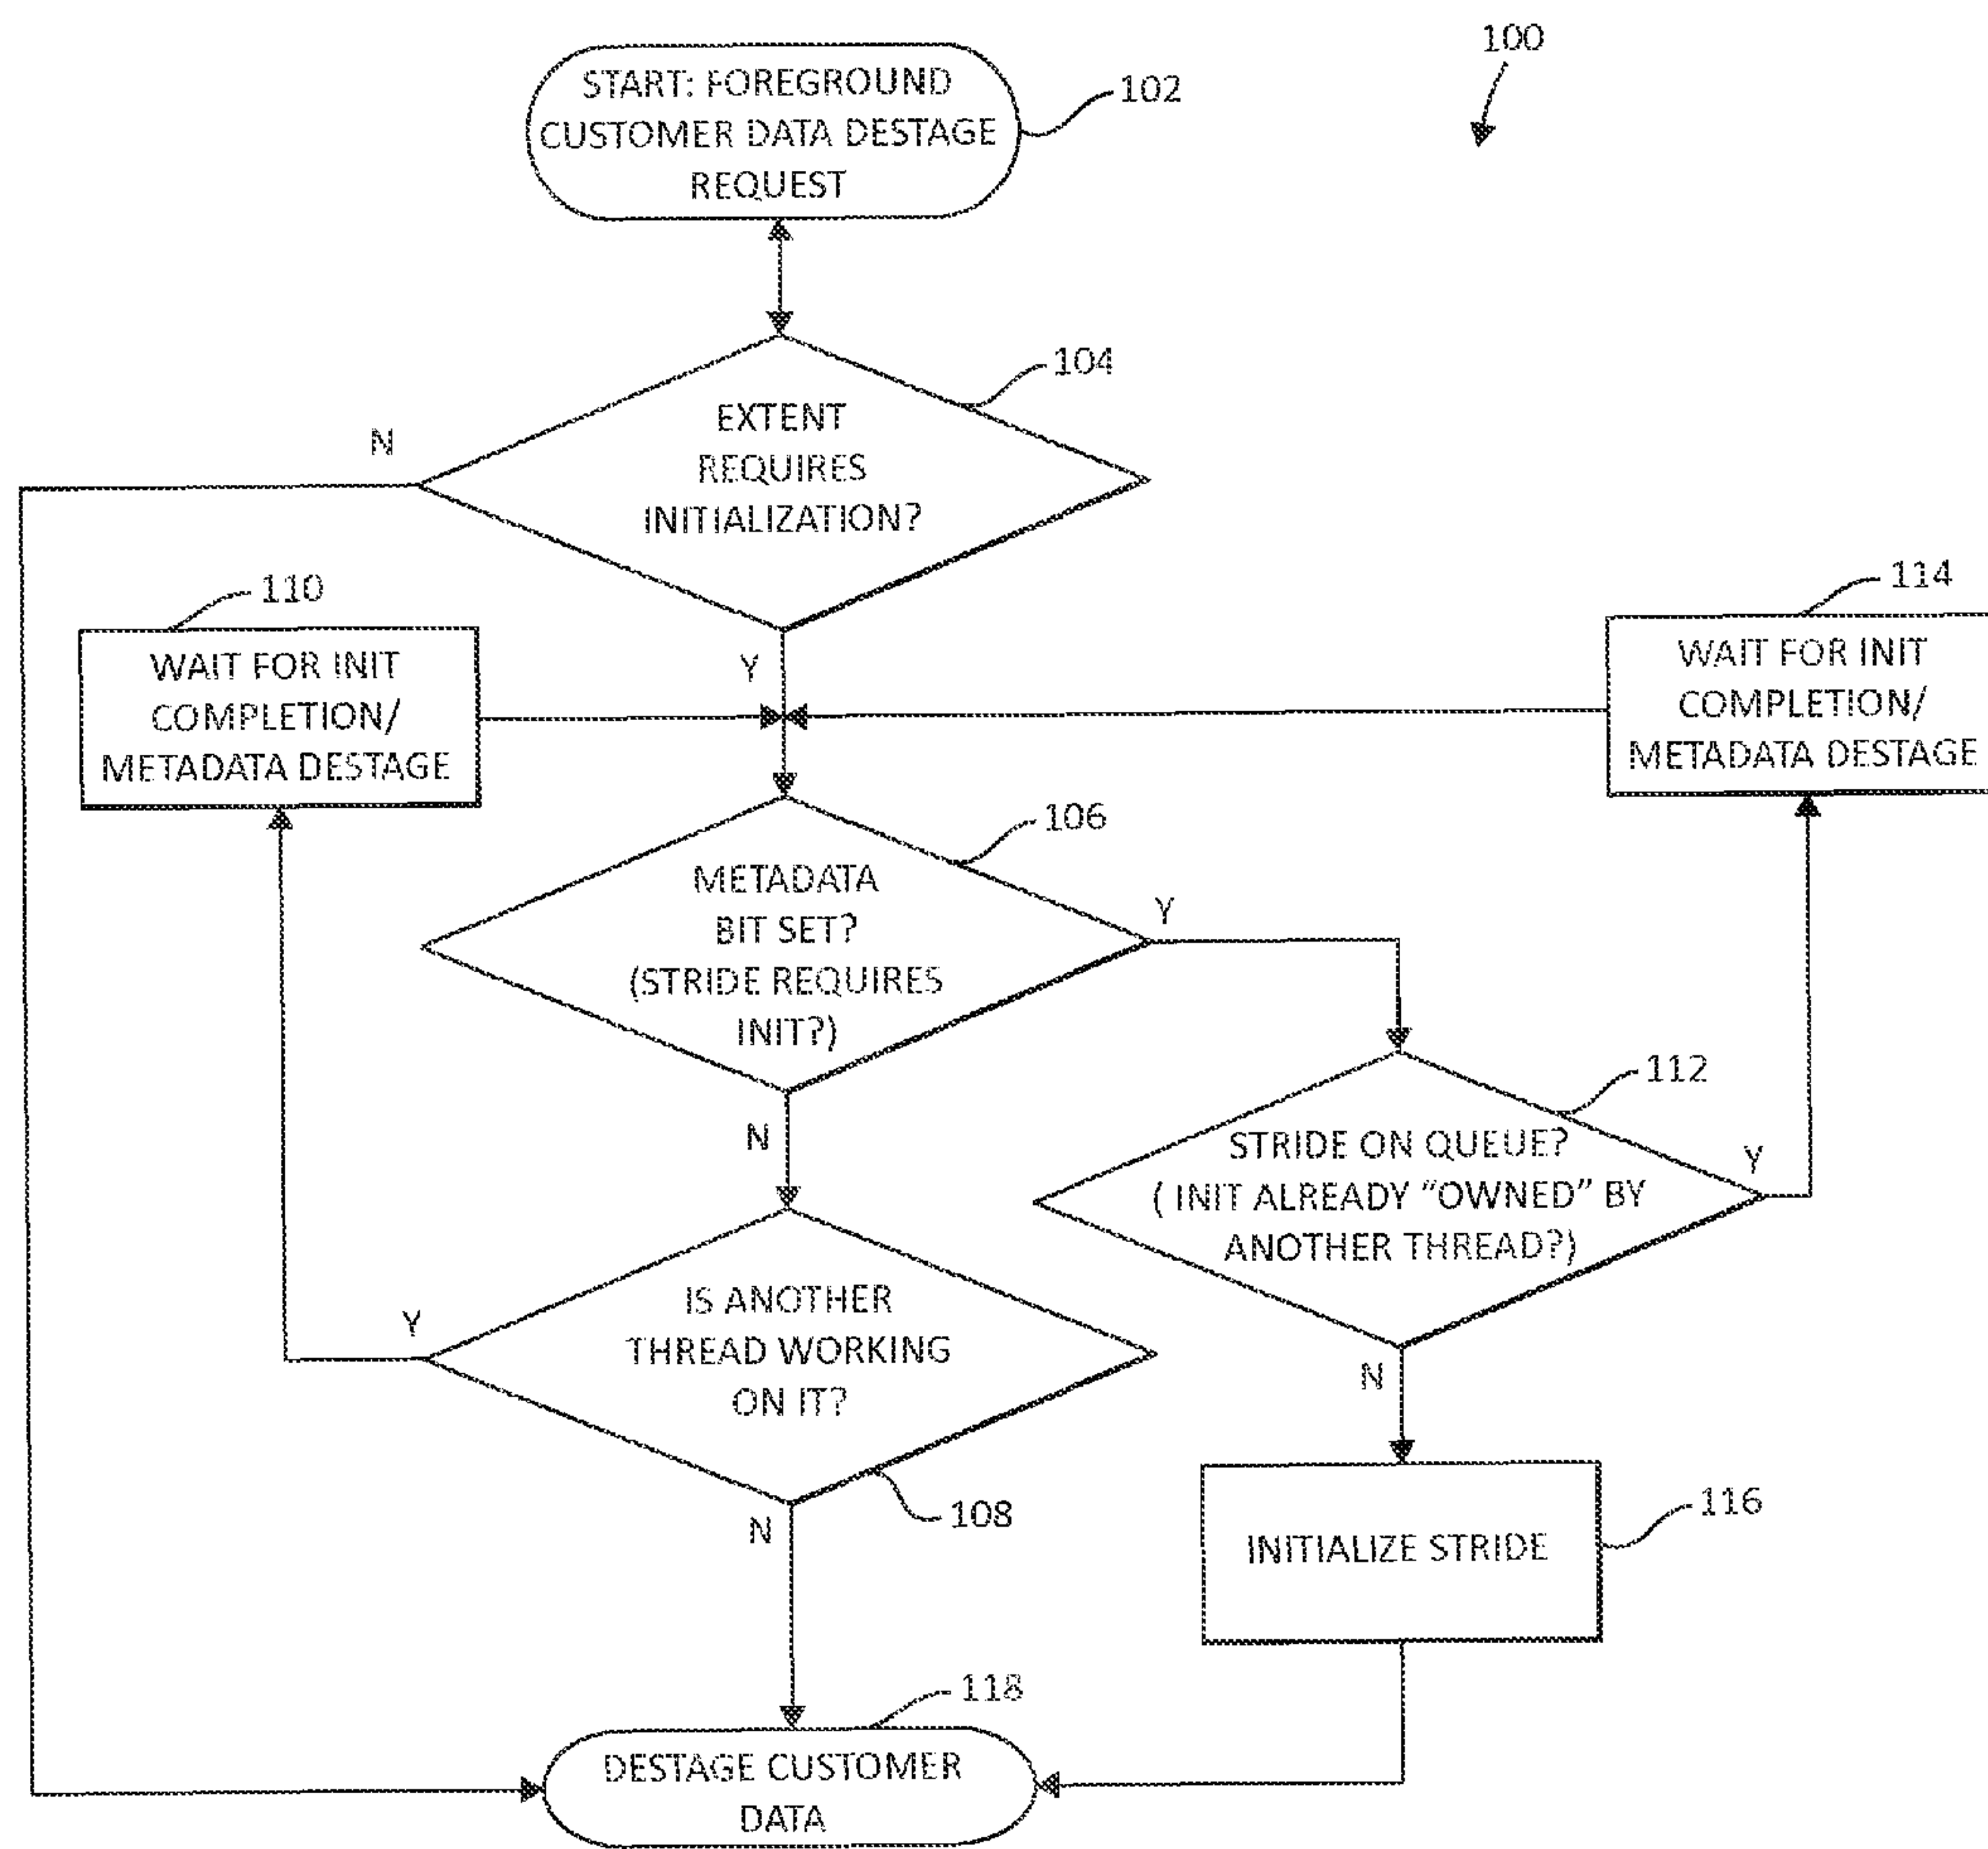 100
START: FOREGROUND
CUSTOMER DATA DESTAGE
REQUEST
102
104
EXTENT
REQUIRES
INITIALIZATION?
N
Y
110
WAIT FOR INIT
COMPLETION/
METADATA DESTAGE
114
WAIT FOR INIT
COMPLETION/
METADATA DESTAGE
106
METADATA
BIT SET?
(STRIDE REQUIRES
INIT?)
Y
N
112
STRIDE ON QUEUE?
( INIT ALREADY "OWNED" BY
ANOTHER THREAD?)
Y
N
IS ANOTHER
THREAD WORKING
ON IT?
Y
N
108
INITIALIZE STRIDE
116
118
DESTAGE CUSTOMER
DATA